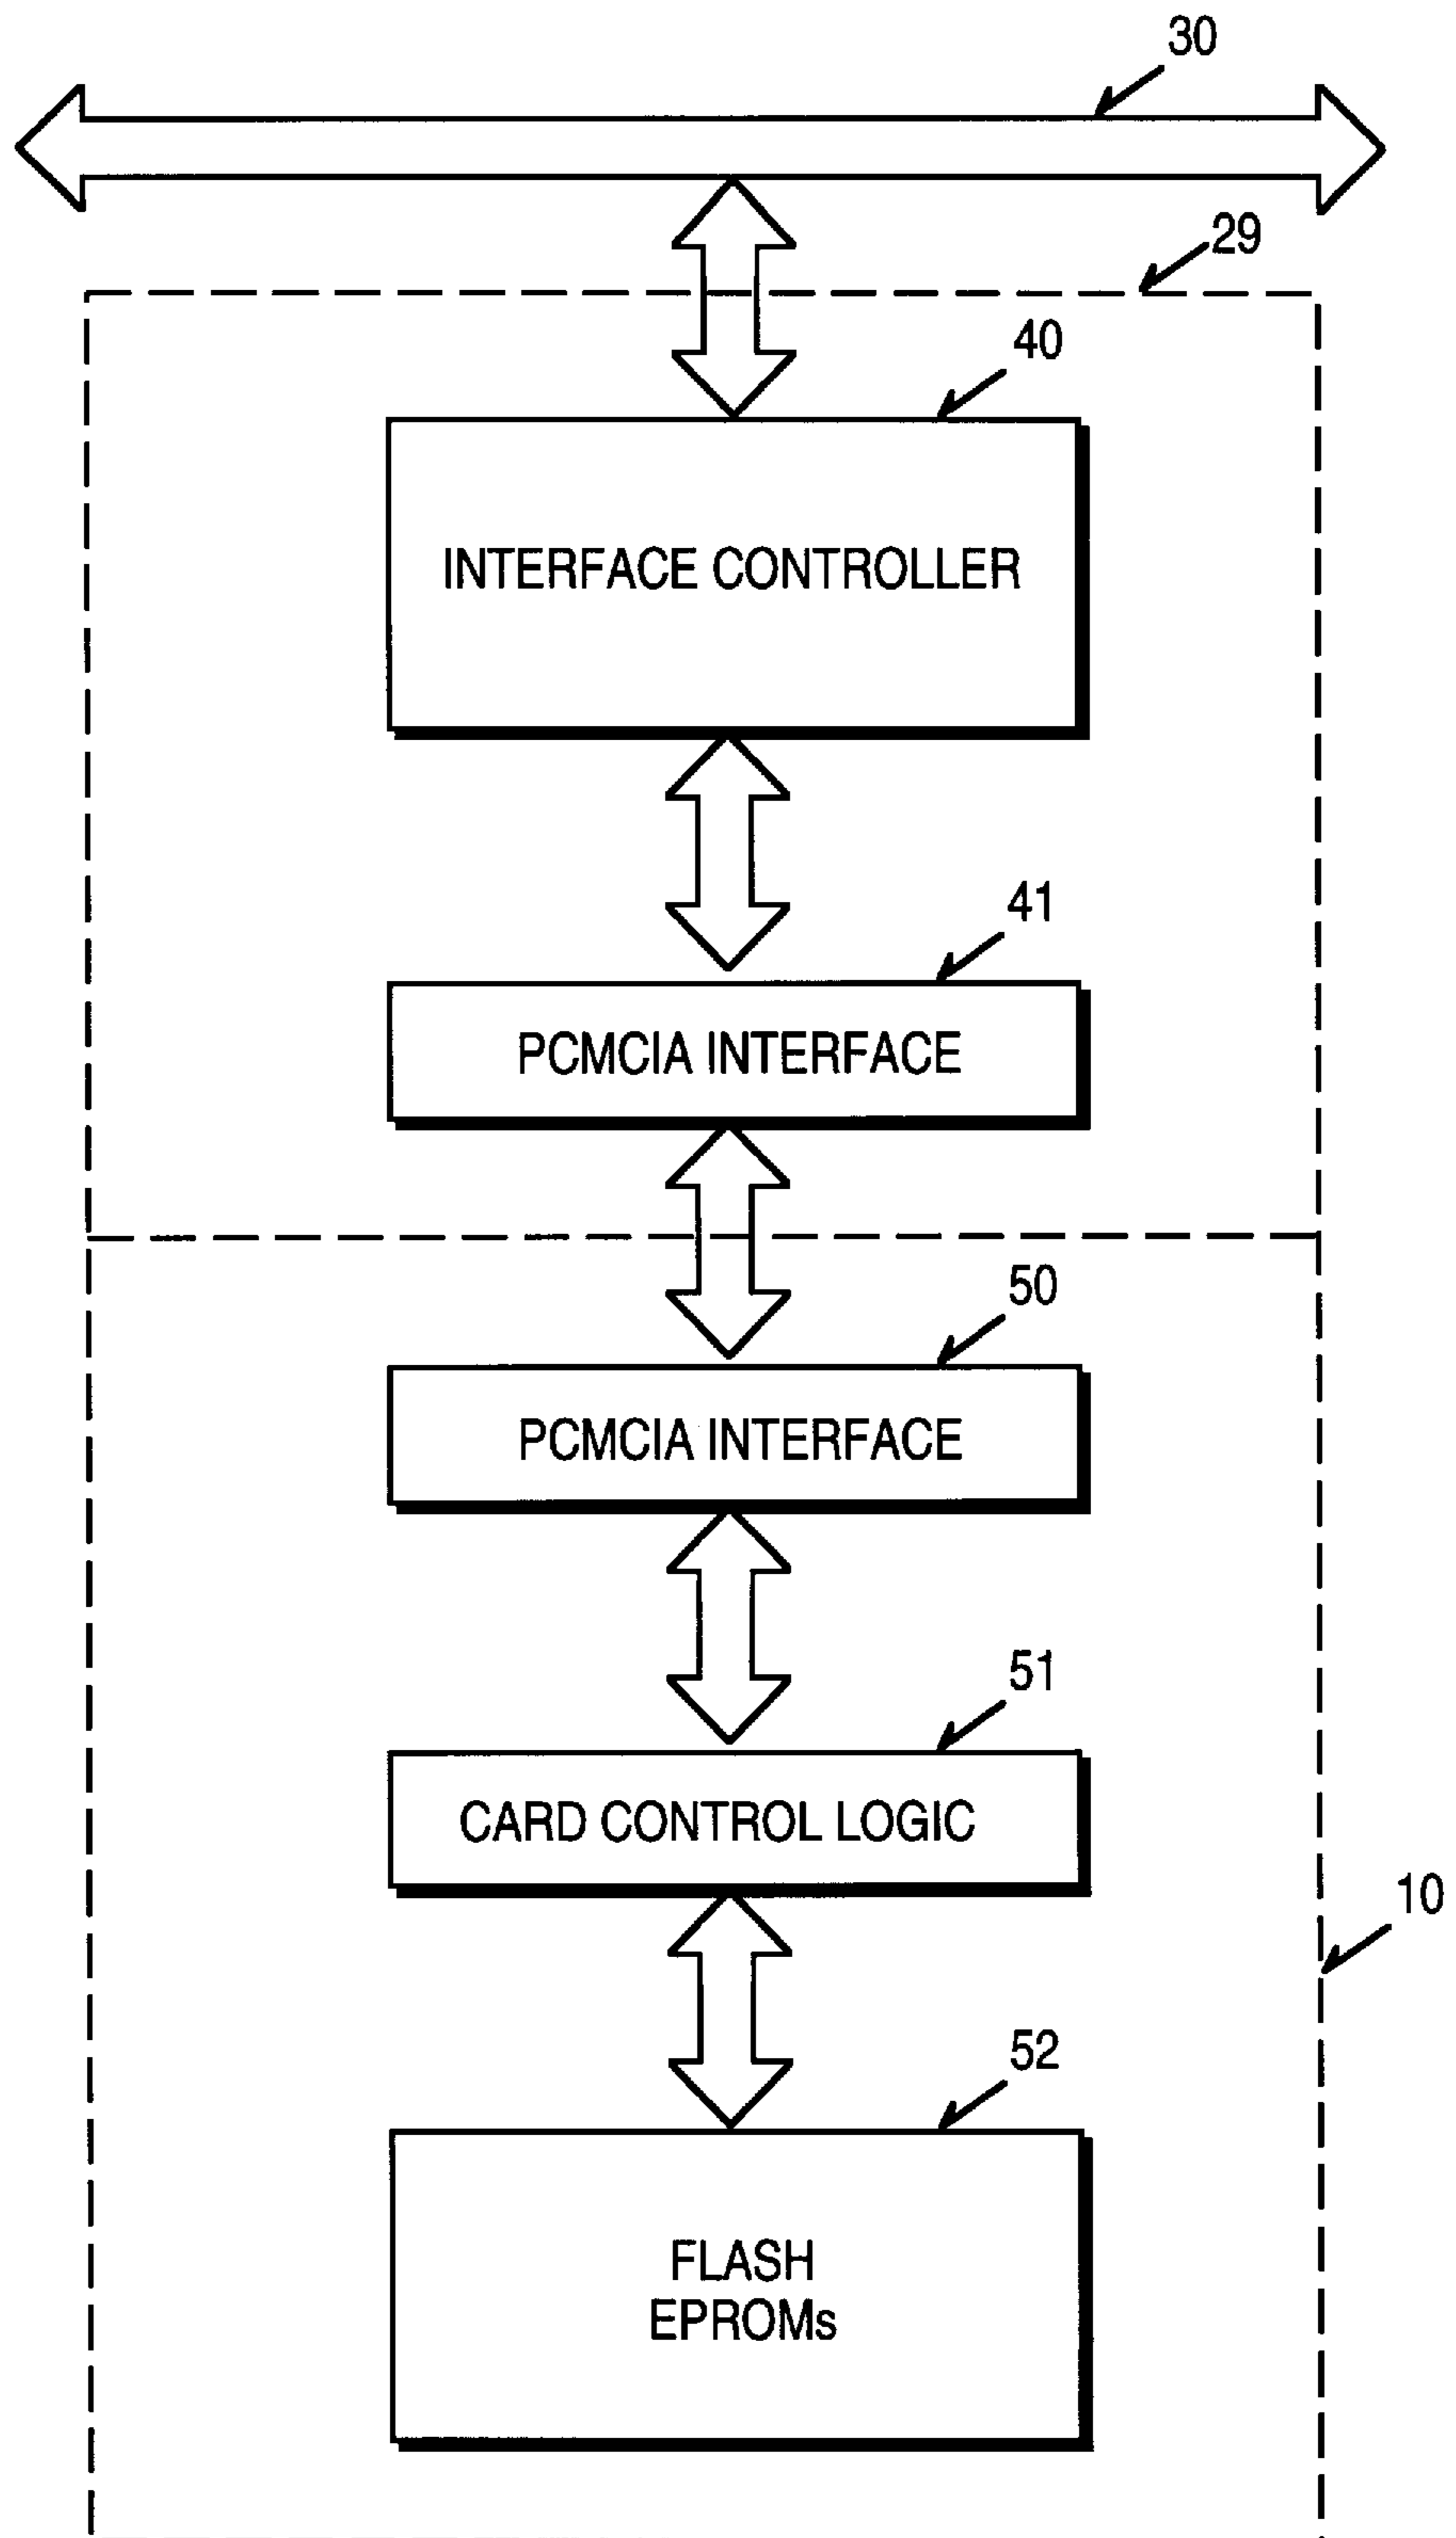 30
29
40
INTERFACE CONTROLLER
41
PCMCIA INTERFACE
50
PCMCIA INTERFACE
51
CARD CONTROL LOGIC
10
52
FLASH
EPROMs